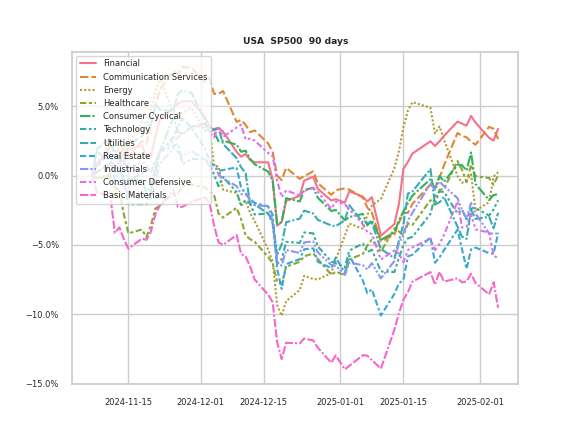 USA  SP500  90 days
Financial
Communication Services
Energy
Healthcare
Consumer Cyclical
Technology
Utilities
Real Estate
Industrials
Consumer Defensive
Basic Materials
5.0%
0.0%
−5.0%
−10.0%
−15.0%
2024-11-15 2024-12-01 2024-12-15 2025-01-01 2025-01-15 2025-02-01